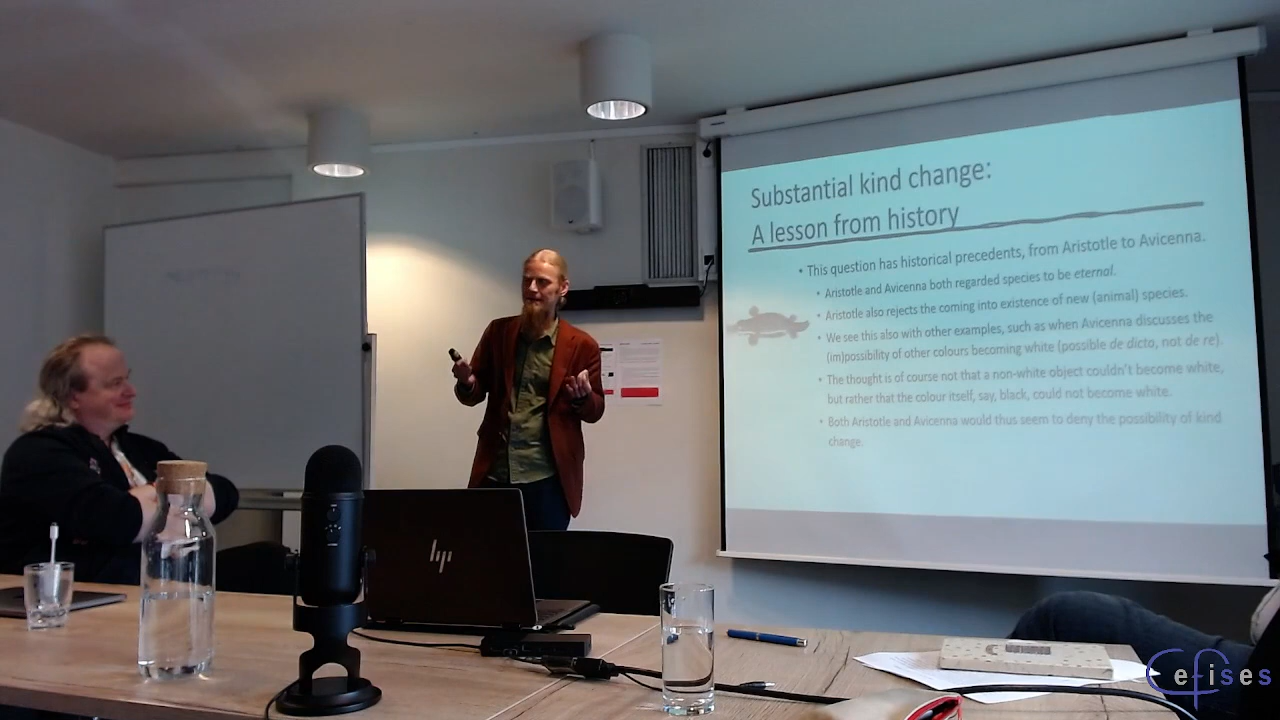 Substantial kind change:
A lesson from history
• This question has historical precedents, from Aristotle to Avicenna.
• Aristotle and Avicenna both regarded species to be eternal.
• Aristotle also rejects the coming into existence of new (animal) species.
• We see this also with other examples, such as when Avicenna discusses the
(im)possibility of other colours becoming white (possible de dicto, not de re).
• The thought is of course not that a non-white object couldn't become white,
but rather that the colour itself, say, black, could not become white.
• Both Aristotle and Avicenna would thus seem to deny the possibility of kind
change.
hp
Cefises